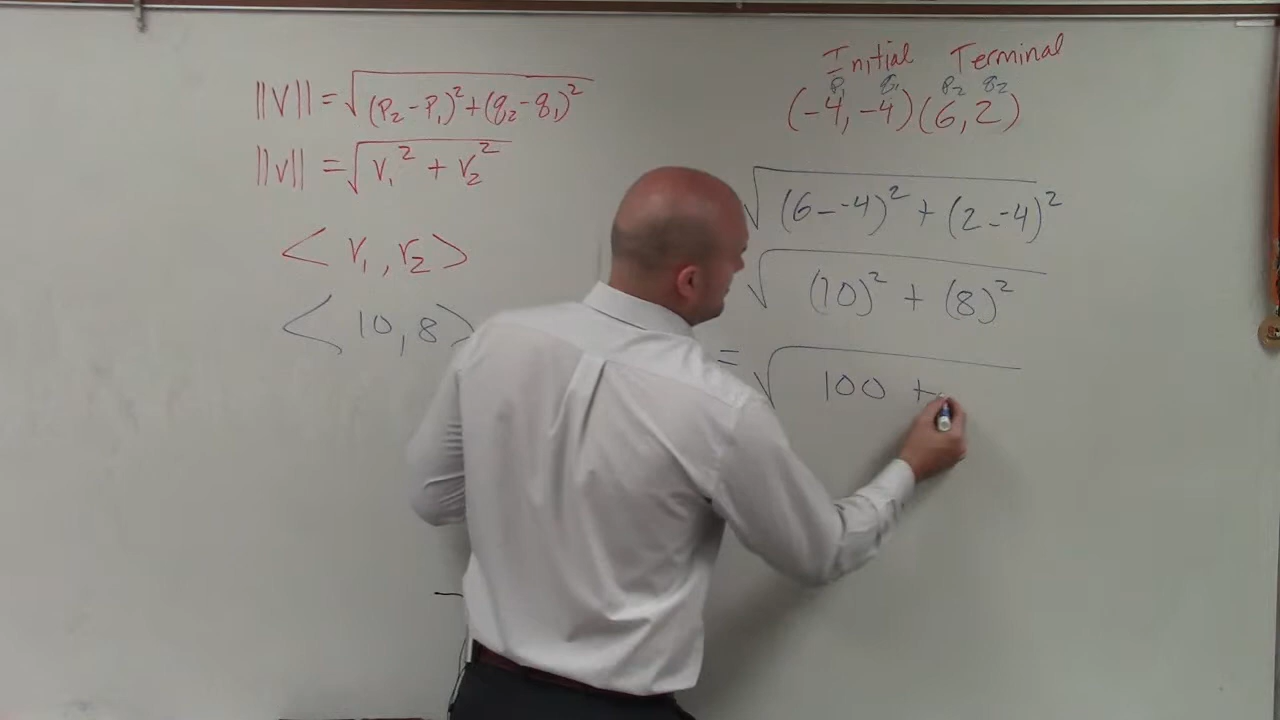 ||V|| = √(p₂-p₁)²+(q₂-q₁)²
||v|| = √v₁² + v₂²
< v₁, v₂ >
< 10, 8 >
Initial Terminal
p₁ q₁ p₂ q₂
(-4, -4)(6, 2)
√(6--4)² + (2--4)²
√(10)² + (8)²
= √100 +